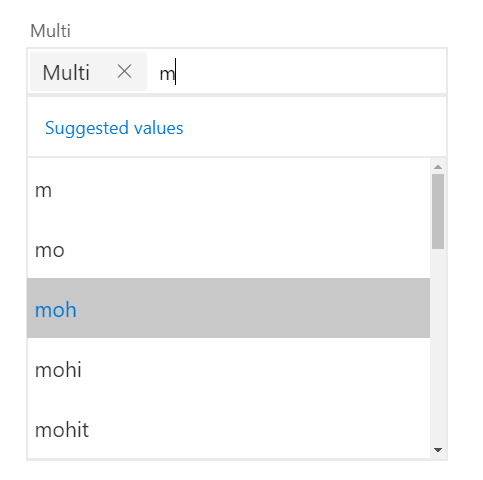 Multi
Multi m
Suggested values
m
mo
moh
mohi
mohit